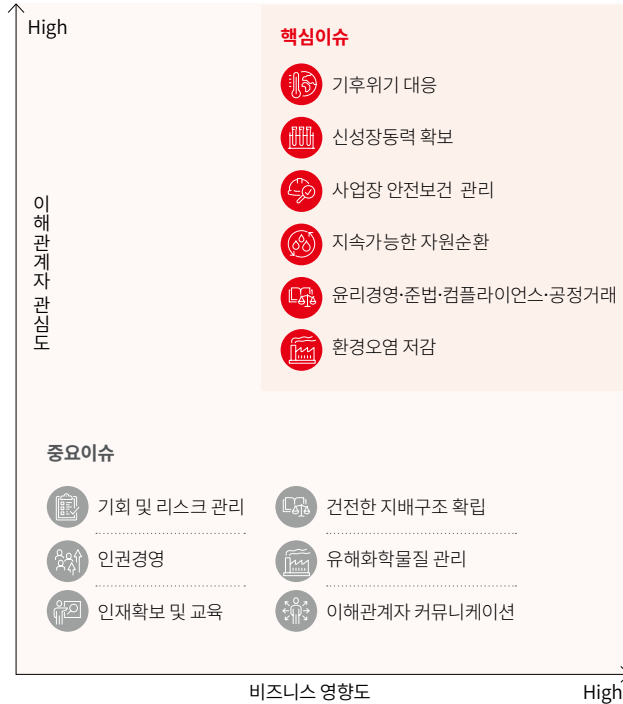 High
핵심이슈
기후위기 대응
신성장동력 확보
사업장 안전보건 관리
지속가능한 자원순환
윤리경영·준법·컴플라이언스·공정거래
환경오염 저감
이해관계자 관심도
중요이슈
기회 및 리스크 관리
건전한 지배구조 확립
인권경영
유해화학물질 관리
인재확보 및 교육
이해관계자 커뮤니케이션
비즈니스 영향도
High